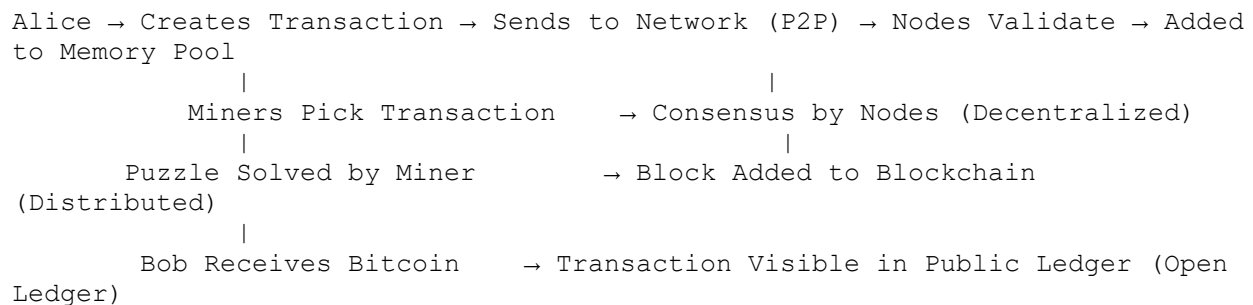 Alice → Creates Transaction → Sends to Network (P2P) → Nodes Validate → Added
to Memory Pool
| |
Miners Pick Transaction → Consensus by Nodes (Decentralized)
| |
Puzzle Solved by Miner → Block Added to Blockchain
(Distributed)
|
Bob Receives Bitcoin → Transaction Visible in Public Ledger (Open
Ledger)